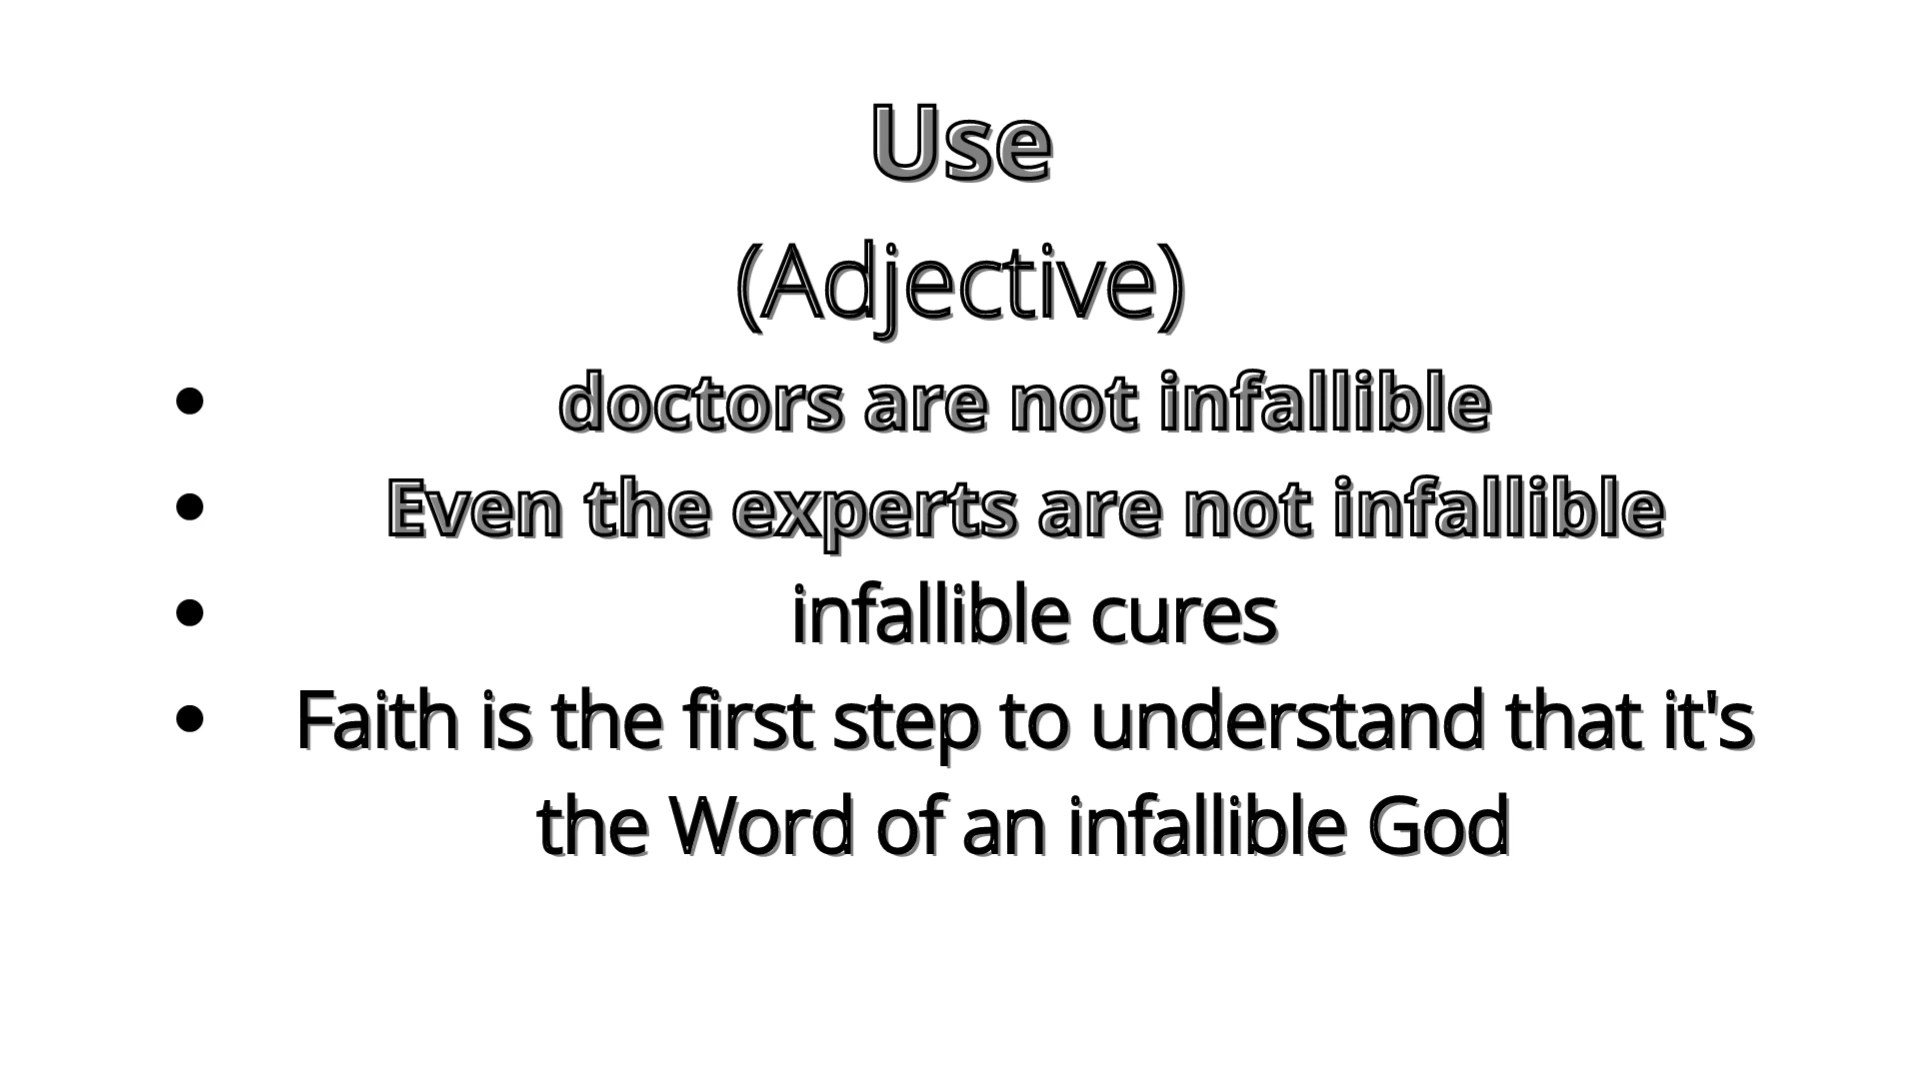 Use
(Adjective)
• doctors are not infallible
• Even the experts are not infallible
• infallible cures
• Faith is the first step to understand that it's
the Word of an infallible God